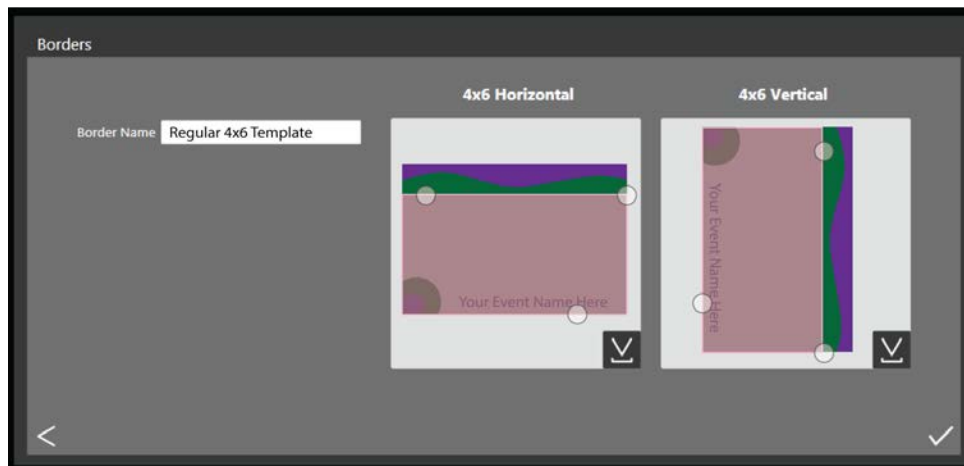 Borders
4x6 Horizontal
4x6 Vertical
Border Name
Regular 4x6 Template
Your Event Name Here
Your Event Name Here